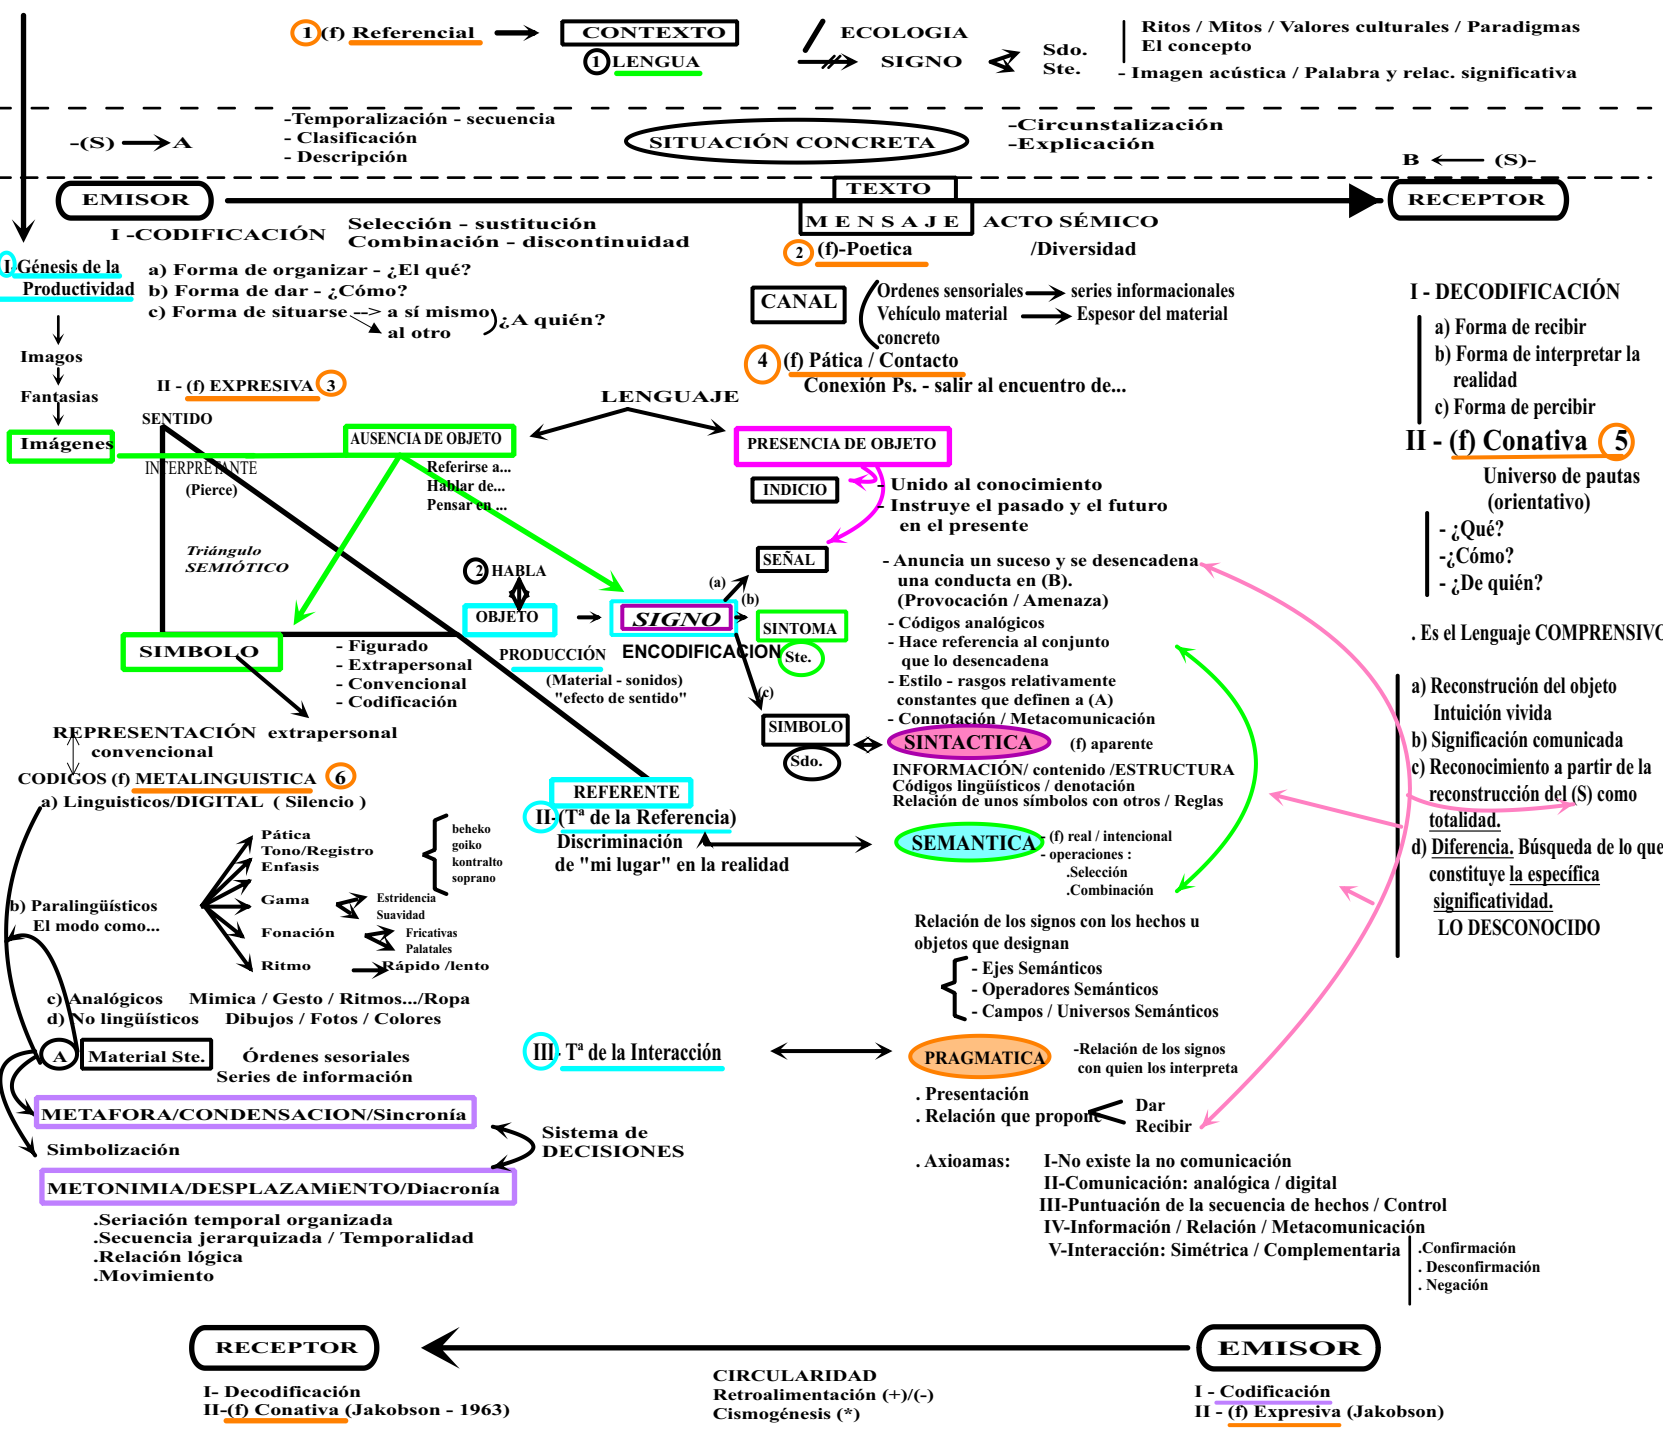 1 (f) Referencial
CONTEXTO
1 LENGUA
ECOLOGIA
SIGNO
Sdo.
Ste.
Ritos / Mitos / Valores culturales / Paradigmas
El concepto
- Imagen acústica / Palabra y relac. significativa
-(S) A
-Temporalización - secuencia
- Clasificación
- Descripción
SITUACIÓN CONCRETA
-Circunstalización
-Explicación
B (S)-
EMISOR
TEXTO
MENSAJE
ACTO SÉMICO
RECEPTOR
I -CODIFICACIÓN
Selección - sustitución
Combinación - discontinuidad
2 (f)-Poetica
/Diversidad
I-Génesis de la
Productividad
a) Forma de organizar - ¿El qué?
b) Forma de dar - ¿Cómo?
c) Forma de situarse --> a sí mismo
al otro
¿A quién?
CANAL
Ordenes sensoriales
series informacionales
Vehículo material
Espesor del material
concreto
4 (f) Pática / Contacto
Conexión Ps. - salir al encuentro de...
I - DECODIFICACIÓN
a) Forma de recibir
b) Forma de interpretar la
realidad
c) Forma de percibir
II - (f) Conativa 5
Universo de pautas
(orientativo)
- ¿Qué?
-¿Cómo?
- ¿De quién?
. Es el Lenguaje COMPRENSIVO
Imagos
Fantasias
Imágenes
II - (f) EXPRESIVA 3
SENTIDO
INTERPRETANTE
(Pierce)
Triángulo
SEMIÓTICO
LENGUAJE
AUSENCIA DE OBJETO
Referirse a...
Hablar de...
Pensar en ...
PRESENCIA DE OBJETO
INDICIO
- Unido al conocimiento
- Instruye el pasado y el futuro
en el presente
SEÑAL
- Anuncia un suceso y se desencadena
una conducta en (B).
(Provocación / Amenaza)
- Códigos analógicos
- Hace referencia al conjunto
que lo desencadena
- Estilo - rasgos relativamente
constantes que definen a (A)
- Connotación / Metacomunicación
2 HABLA
OBJETO
SIGNO
(a)
(b)
(c)
SINTOMA
Ste.
PRODUCCIÓN
ENCODIFICACION
(Material - sonidos)
"efecto de sentido"
SIMBOLO
- Figurado
- Extrapersonal
- Convencional
- Codificación
SIMBOLO
Sdo.
SINTACTICA
(f) aparente
INFORMACIÓN/ contenido /ESTRUCTURA
Códigos lingüísticos / denotación
Relación de unos símbolos con otros / Reglas
REPRESENTACIÓN extrapersonal
convencional
CODIGOS (f) METALINGUISTICA 6
a) Linguisticos/DIGITAL ( Silencio )
b) Paralingüísticos
El modo como...
Pática
Tono/Registro
Enfasis
Gama
Fonación
Ritmo
beheko
goiko
kontralto
soprano
Estridencia
Suavidad
Fricativas
Palatales
Rápido /lento
c) Analógicos Mimica / Gesto / Ritmos.../Ropa
d) No lingüísticos Dibujos / Fotos / Colores
REFERENTE
II-(Tª de la Referencia)
Discriminación
de "mi lugar" en la realidad
SEMANTICA
- (f) real / intencional
- operaciones :
.Selección
.Combinación
Relación de los signos con los hechos u
objetos que designan
- Ejes Semánticos
- Operadores Semánticos
- Campos / Universos Semánticos
a) Reconstrución del objeto
Intuición vivida
b) Significación comunicada
c) Reconocimiento a partir de la
reconstrucción del (S) como
totalidad.
d) Diferencia. Búsqueda de lo que
constituye la específica
significatividad.
LO DESCONOCIDO
A
Material Ste.
Órdenes sesoriales
Series de información
METAFORA/CONDENSACION/Sincronía
Simbolización
METONIMIA/DESPLAZAMiENTO/Diacronía
Sistema de
DECISIONES
.Seriación temporal organizada
.Secuencia jerarquizada / Temporalidad
.Relación lógica
.Movimiento
III- Tª de la Interacción
PRAGMATICA
-Relación de los signos
con quien los interpreta
. Presentación
. Relación que propone
Dar
Recibir
. Axioamas:
I-No existe la no comunicación
II-Comunicación: analógica / digital
III-Puntuación de la secuencia de hechos / Control
IV-Información / Relación / Metacomunicación
V-Interacción: Simétrica / Complementaria
.Confirmación
. Desconfirmación
. Negación
RECEPTOR
EMISOR
I- Decodificación
II-(f) Conativa (Jakobson - 1963)
CIRCULARIDAD
Retroalimentación (+)/(-)
Cismogénesis (*)
I - Codificación
II - (f) Expresiva (Jakobson)